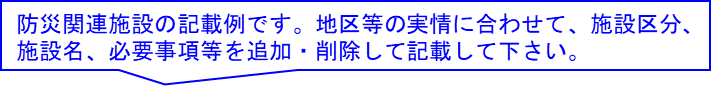 防災関連施設の記載例です。地区等の実情に合わせて、施設区分、
施設名、必要事項等を追加・削除して記載して下さい。